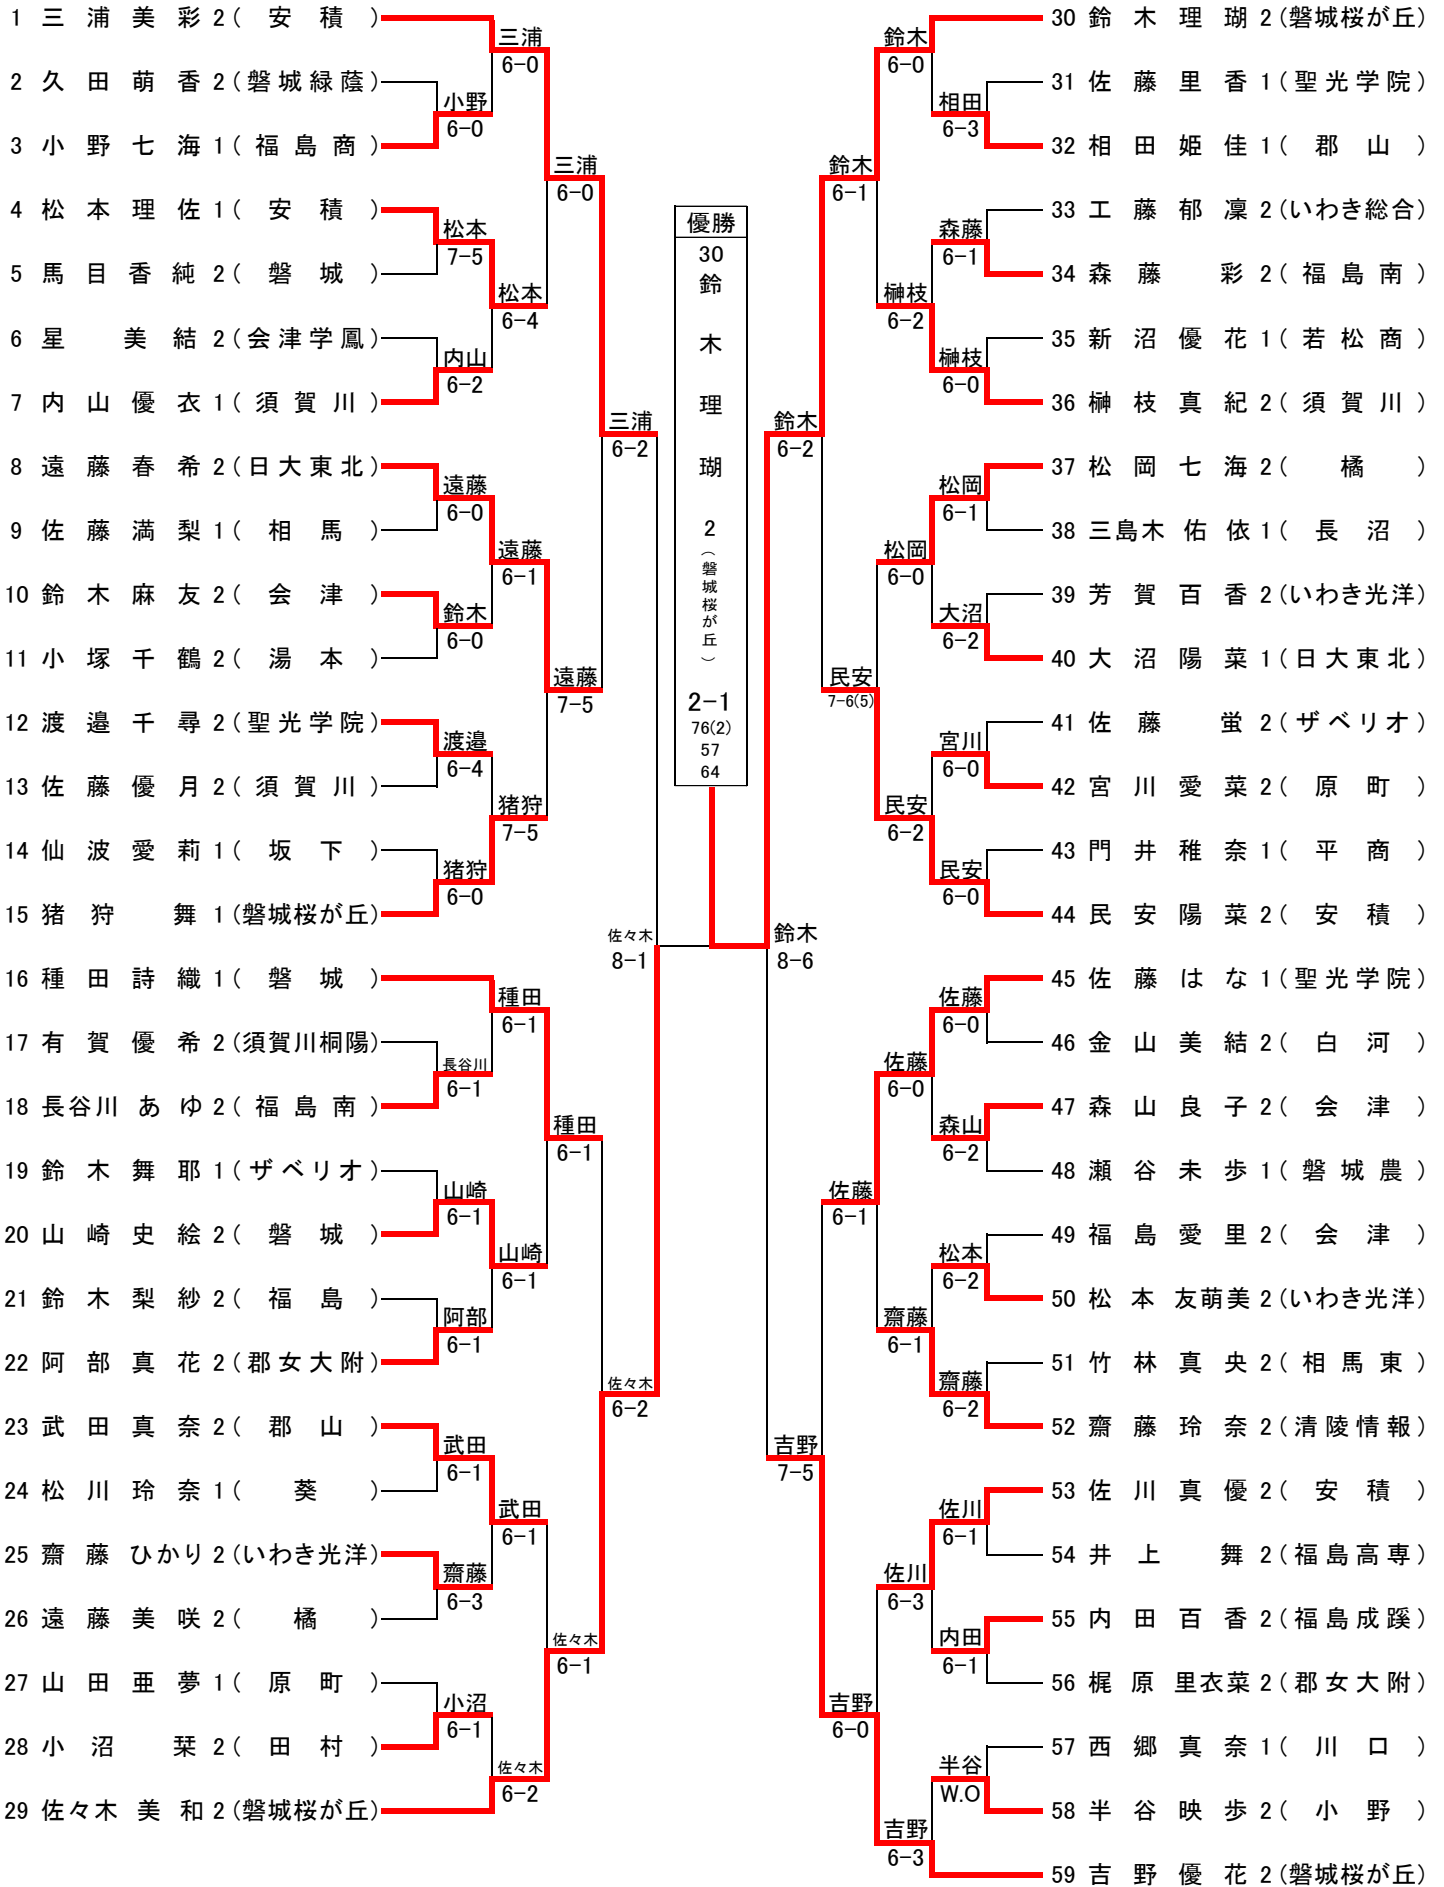 1 三浦美彩 2 (安積)
2 久田萌香 2 (磐城緑蔭)
3 小野七海 1 (福島商)
4 松本理佐 1 (安積)
5 馬目香純 2 (磐城)
6 星美結 2 (会津学鳳)
7 内山優衣 1 (須賀川)
8 遠藤春希 2 (日大東北)
9 佐藤満梨 1 (相馬)
10 鈴木麻友 2 (会津)
11 小塚千鶴 2 (湯本)
12 渡邉千尋 2 (聖光学院)
13 佐藤優月 2 (須賀川)
14 仙波愛莉 1 (坂下)
15 猪狩舞 1 (磐城桜が丘)
16 種田詩織 1 (磐城)
17 有賀優希 2 (須賀川桐陽)
18 長谷川あゆ 2 (福島南)
19 鈴木舞耶 1 (ザベリオ)
20 山崎史絵 2 (磐城)
21 鈴木梨紗 2 (福島)
22 阿部真花 2 (郡女大附)
23 武田真奈 2 (郡山)
24 松川玲奈 1 (葵)
25 齋藤ひかり 2 (いわき光洋)
26 遠藤美咲 2 (橘)
27 山田亜夢 1 (原町)
28 小沼栞 2 (田村)
29 佐々木美和 2 (磐城桜が丘)
小野
6-0
松本
7-5
内山
6-2
遠藤
6-0
鈴木
6-0
渡邉
6-4
猪狩
6-0
長谷川
6-1
山崎
6-1
阿部
6-1
武田
6-1
齋藤
6-3
小沼
6-1
三浦
6-0
松本
6-4
遠藤
6-1
猪狩
7-5
種田
6-1
山崎
6-1
武田
6-1
佐々木
6-2
三浦
6-0
遠藤
7-5
種田
6-1
佐々木
6-1
三浦
6-2
佐々木
6-2
佐々木
8-1
優勝
30
鈴木理瑚
2
(磐城桜が丘)
2-1
76(2)
57
64
鈴木
8-6
鈴木
6-2
吉野
7-5
鈴木
6-1
民安
7-6(5)
佐藤
6-1
吉野
6-0
鈴木
6-0
榊枝
6-2
松岡
6-0
民安
6-2
佐藤
6-0
齋藤
6-1
佐川
6-3
吉野
6-3
相田
6-3
森藤
6-1
榊枝
6-0
松岡
6-1
大沼
6-2
宮川
6-0
民安
6-0
佐藤
6-0
森山
6-2
松本
6-2
齋藤
6-2
佐川
6-1
内田
6-1
半谷
W.O
30 鈴木理瑚 2 (磐城桜が丘)
31 佐藤里香 1 (聖光学院)
32 相田姫佳 1 (郡山)
33 工藤郁凜 2 (いわき総合)
34 森藤彩 2 (福島南)
35 新沼優花 1 (若松商)
36 榊枝真紀 2 (須賀川)
37 松岡七海 2 (橘)
38 三島木佑依 1 (長沼)
39 芳賀百香 2 (いわき光洋)
40 大沼陽菜 1 (日大東北)
41 佐藤蛍 2 (ザベリオ)
42 宮川愛菜 2 (原町)
43 門井稚奈 1 (平商)
44 民安陽菜 2 (安積)
45 佐藤はな 1 (聖光学院)
46 金山美結 2 (白河)
47 森山良子 2 (会津)
48 瀬谷未歩 1 (磐城農)
49 福島愛里 2 (会津)
50 松本友萌美 2 (いわき光洋)
51 竹林真央 2 (相馬東)
52 齋藤玲奈 2 (清陵情報)
53 佐川真優 2 (安積)
54 井上舞 2 (福島高専)
55 内田百香 2 (福島成蹊)
56 梶原里衣菜 2 (郡女大附)
57 西郷真奈 1 (川口)
58 半谷映歩 2 (小野)
59 吉野優花 2 (磐城桜が丘)